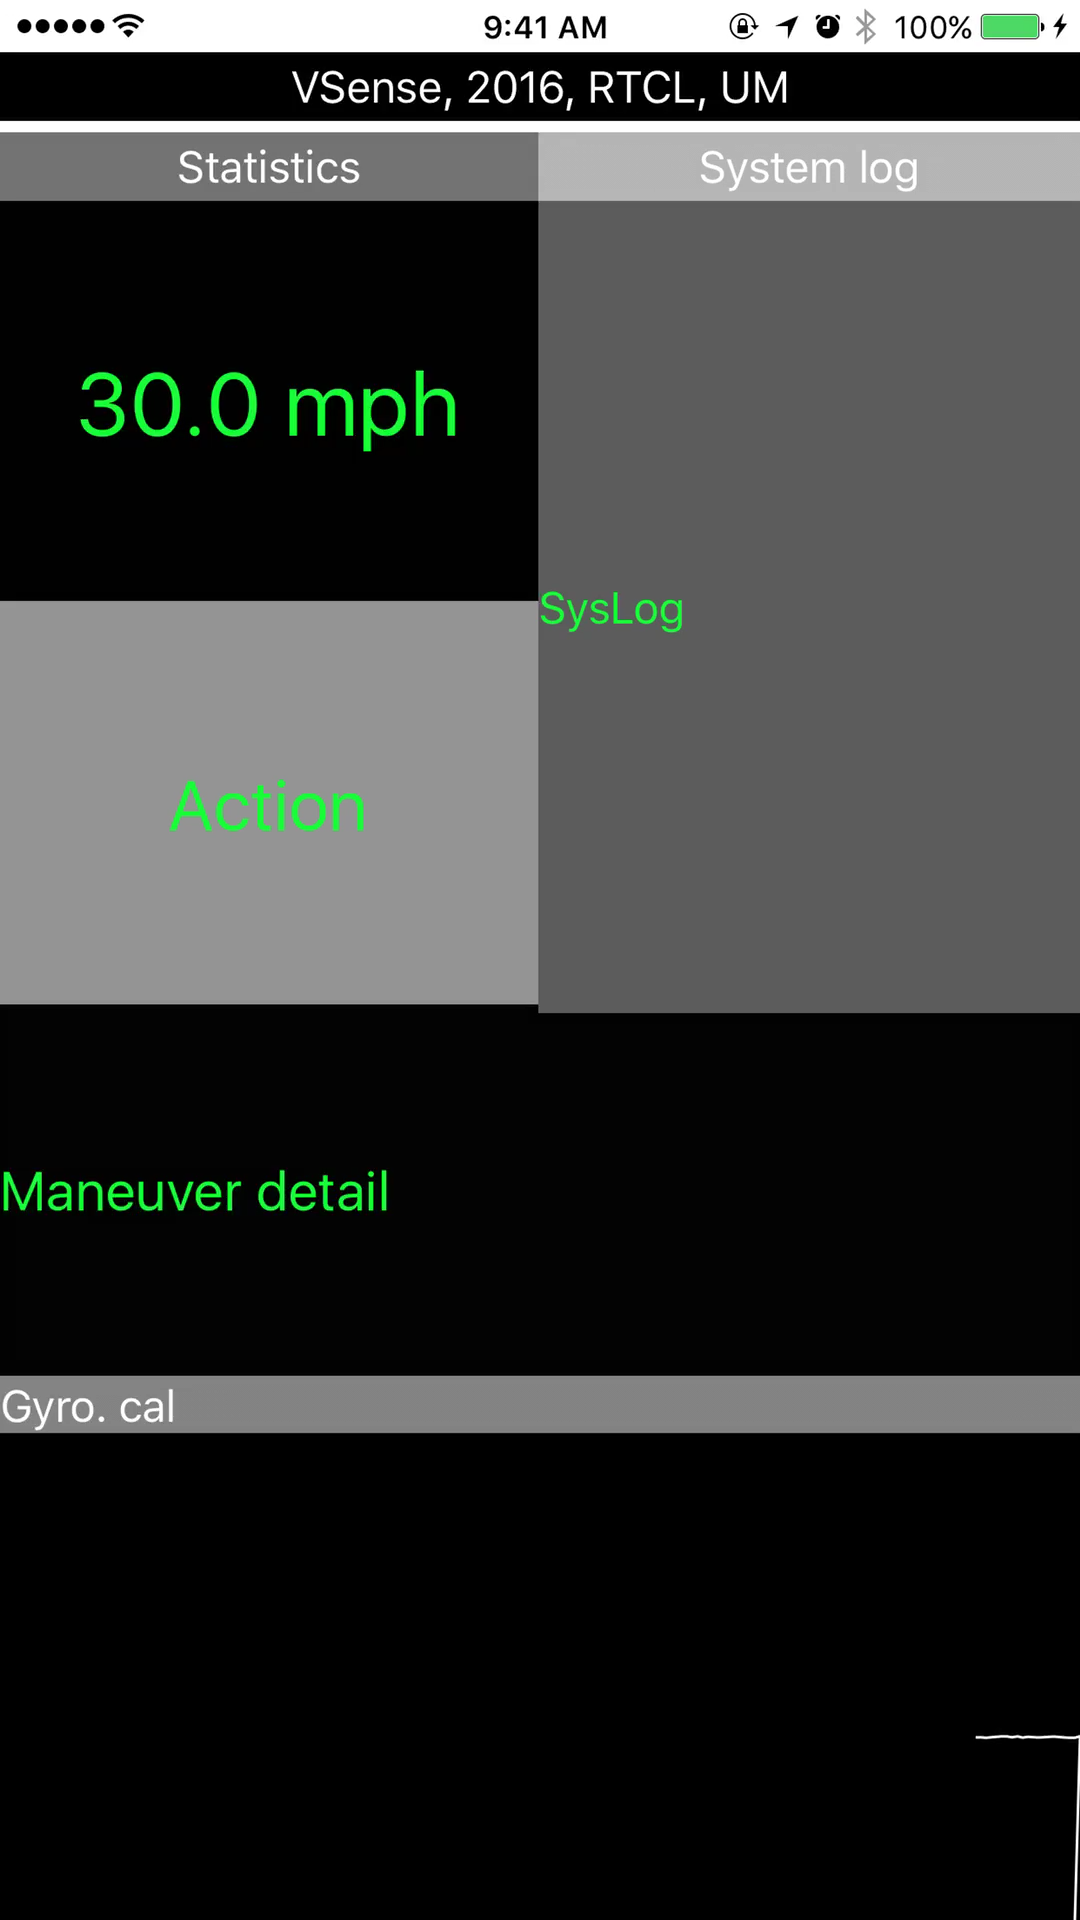 9:41 AM 100%
VSense, 2016, RTCL, UM
Statistics
System log
30.0 mph
SysLog
Action
Maneuver detail
Gyro. cal